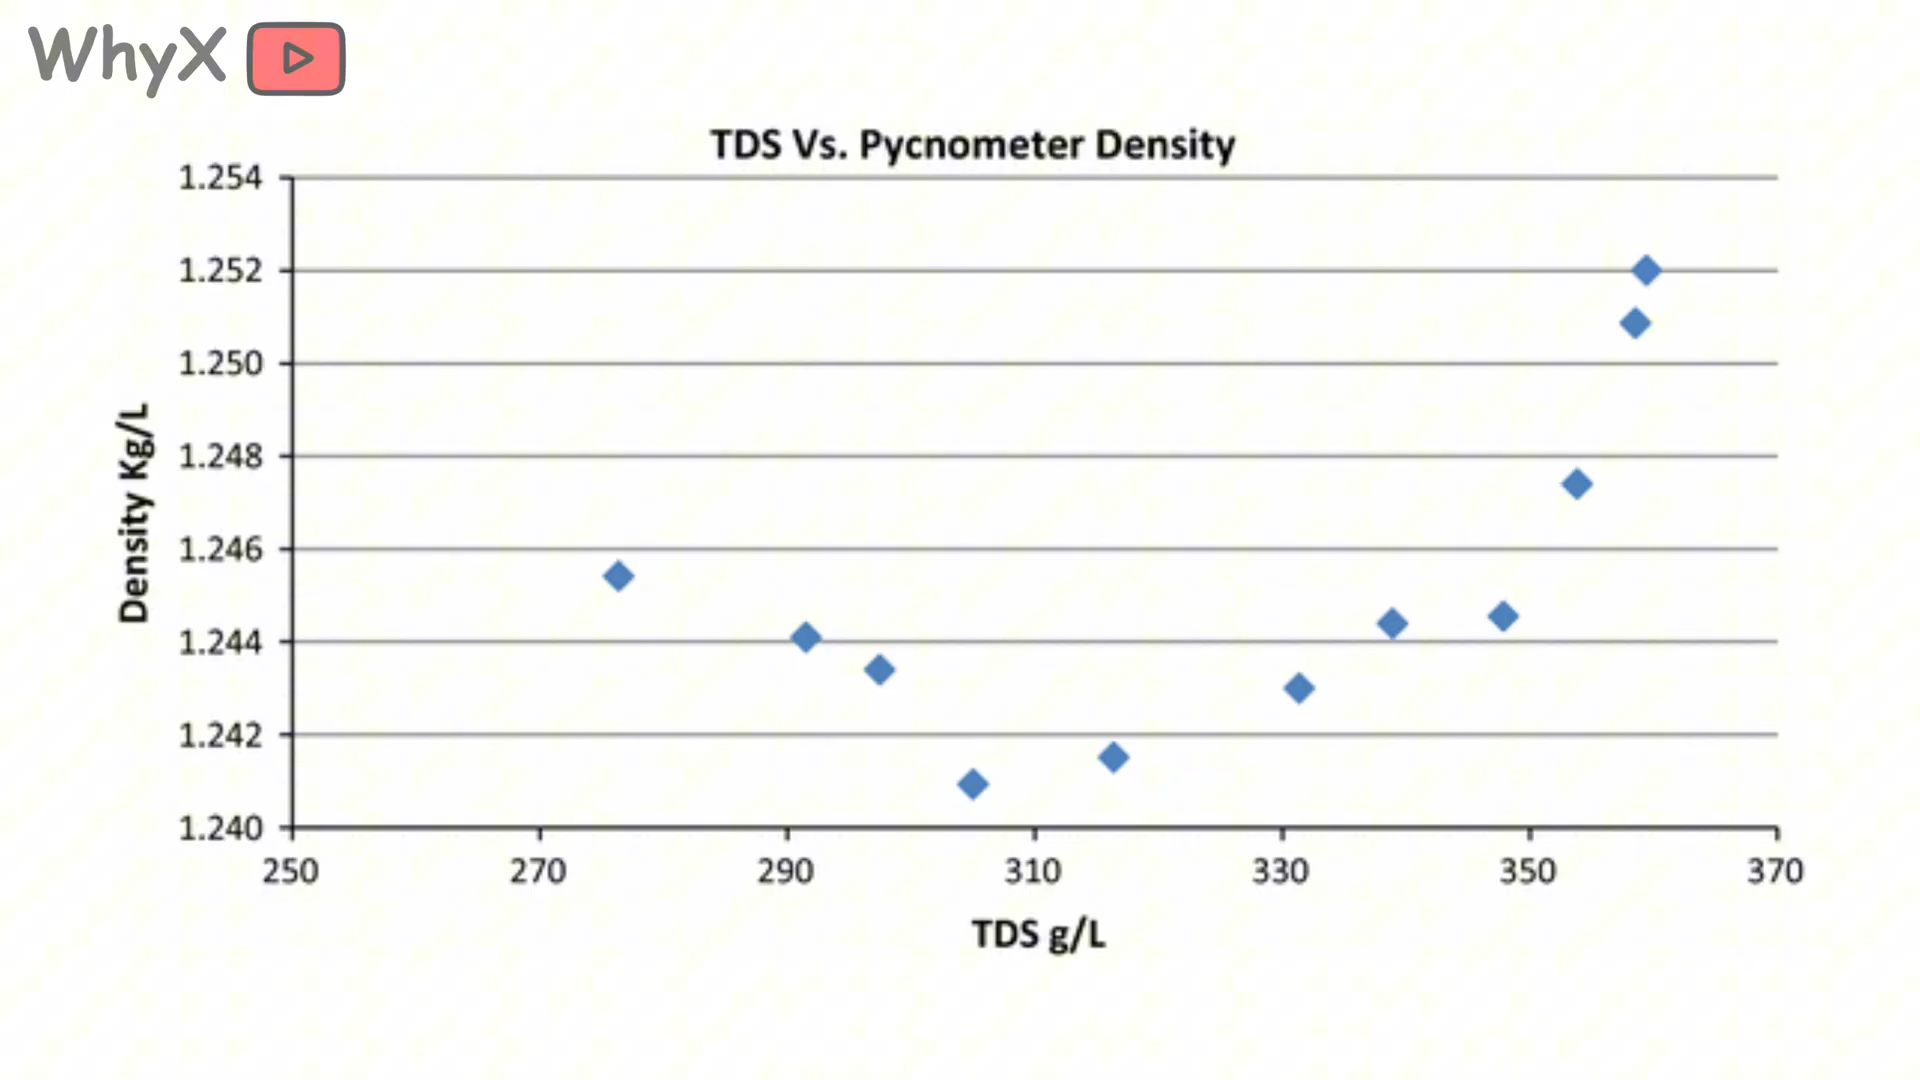 WhyX
TDS Vs. Pycnometer Density
1.254
1.252
1.250
1.248
1.246
1.244
1.242
1.240
Density Kg/L
250 270 290 310 330 350 370
TDS g/L